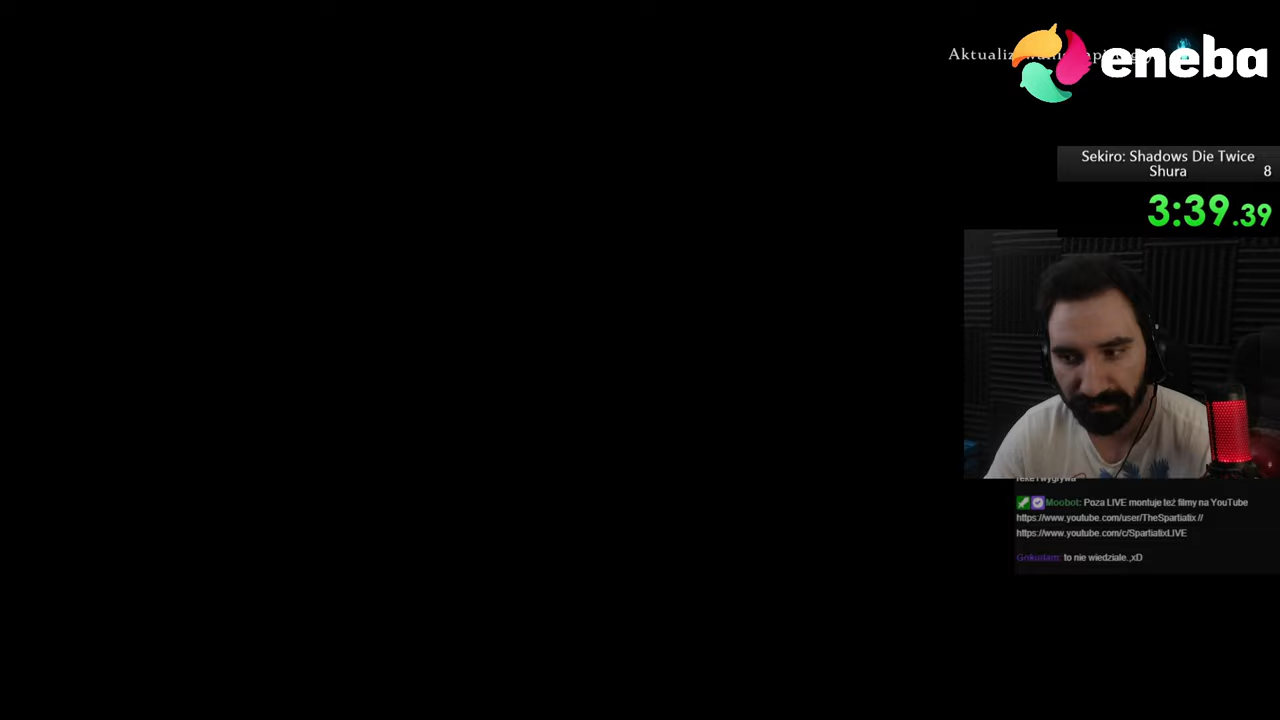 eneba
Sekiro: Shadows Die Twice
Shura 8
3:39.39
Moobot: Poza LIVE montuje też filmy na YouTube
https://www.youtube.com/user/TheSpartiatix //
https://www.youtube.com/c/SpartiatixLIVE
to nie wiedziale.,xD